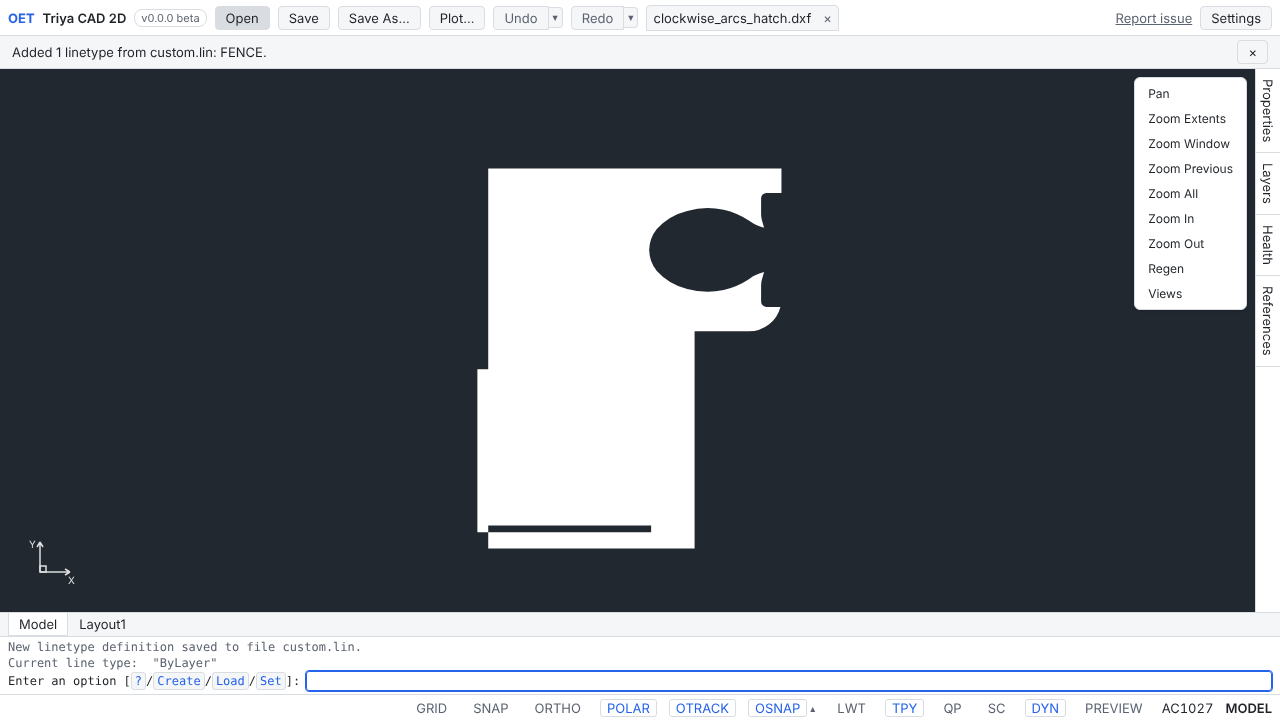 OET Triya CAD 2D v0.0.0 beta Open Save Save As... Plot... Undo ▾ Redo ▾ clockwise_arcs_hatch.dxf × Report issue Settings
Added 1 linetype from custom.lin: FENCE. ×
Pan
Zoom Extents
Zoom Window
Zoom Previous
Zoom All
Zoom In
Zoom Out
Regen
Views
Properties
Layers
Health
References
Y
X
Model Layout1
New linetype definition saved to file custom.lin.
Current line type:  "ByLayer"
Enter an option [?/Create/Load/Set]:
GRID SNAP ORTHO POLAR OTRACK OSNAP ▴ LWT TPY QP SC DYN PREVIEW AC1027 MODEL